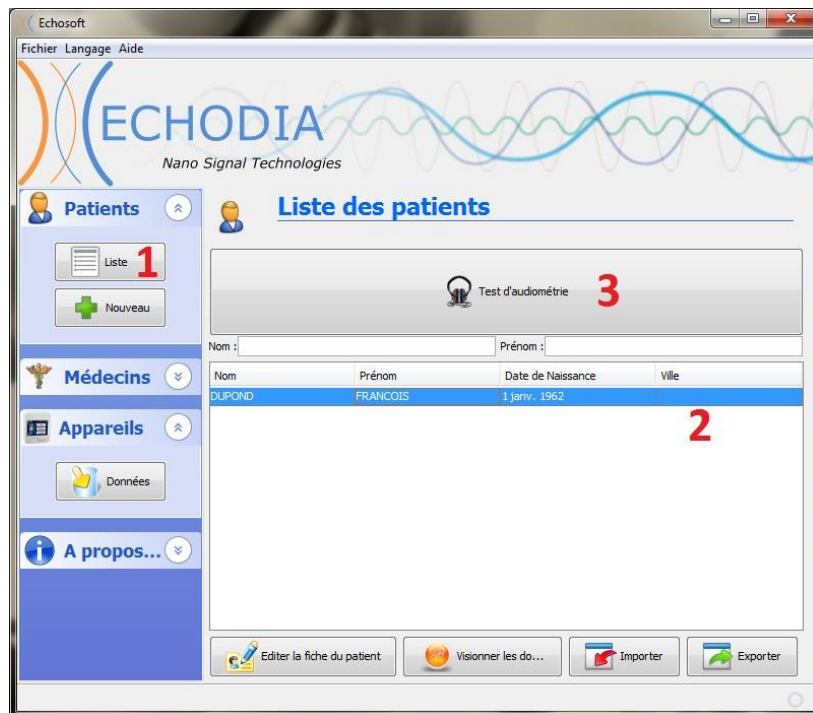 Echosoft
Fichier Langage Aide
ECHODIA
Nano Signal Technologies
Patients
Liste 1
Nouveau
Médecins
Appareils
Données
A propos...
Liste des patients
Test d'audiométrie 3
Nom : Prénom :
Nom Prénom Date de Naissance Ville
DUPOND FRANCOIS 1 janv. 1962
2
Editer la fiche du patient Visionner les do... Importer Exporter